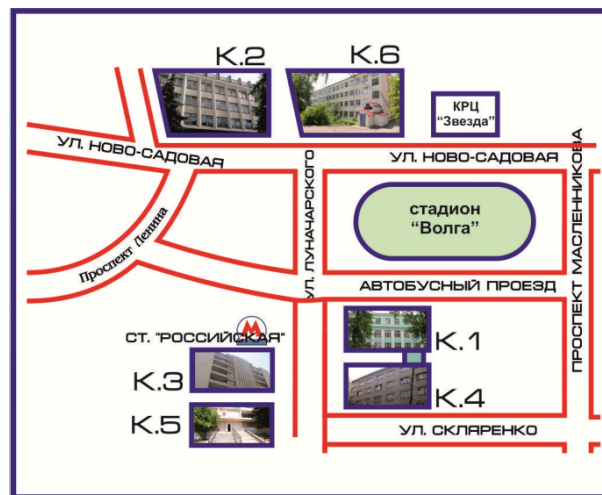 К.2
К.6
КРЦ
"Звезда"
УЛ. НОВО-САДОВАЯ
УЛ. НОВО-САДОВАЯ
УЛ. ЛУНАЧАРСКОГО
ПРОСПЕКТ МАСЛЕННИКОВА
стадион
"Волга"
Проспект Ленина
АВТОБУСНЫЙ ПРОЕЗД
М
СТ. "РОССИЙСКАЯ"
К.1
К.3
К.4
К.5
УЛ. СКЛЯРЕНКО